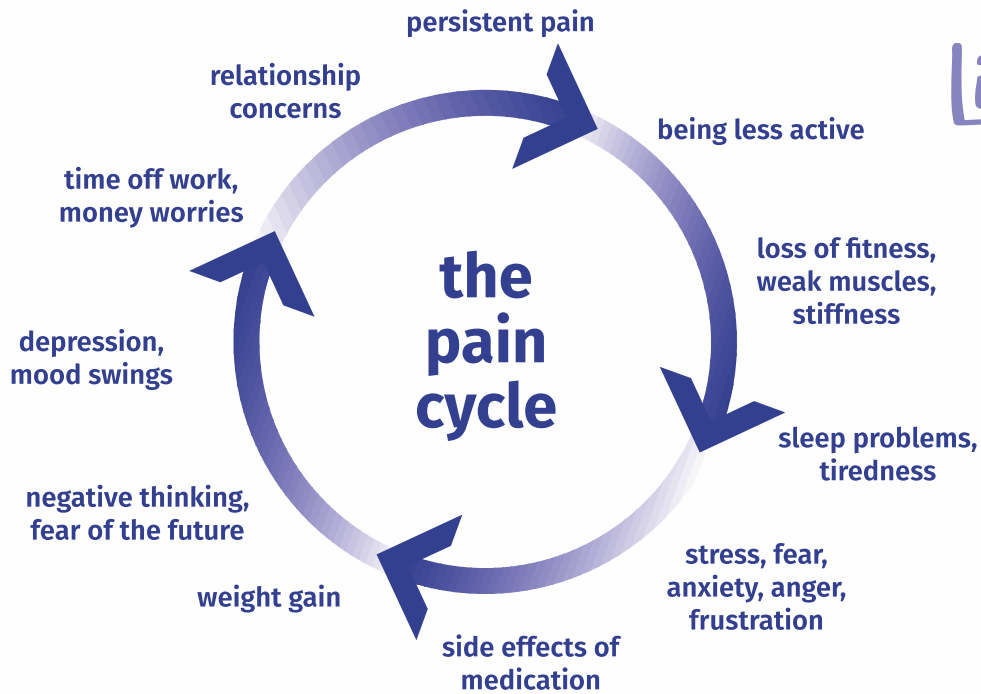 persistent pain
being less active
loss of fitness,
weak muscles,
stiffness
sleep problems,
tiredness
stress, fear,
anxiety, anger,
frustration
side effects of
medication
weight gain
negative thinking,
fear of the future
depression,
mood swings
time off work,
money worries
relationship
concerns
the
pain
cycle